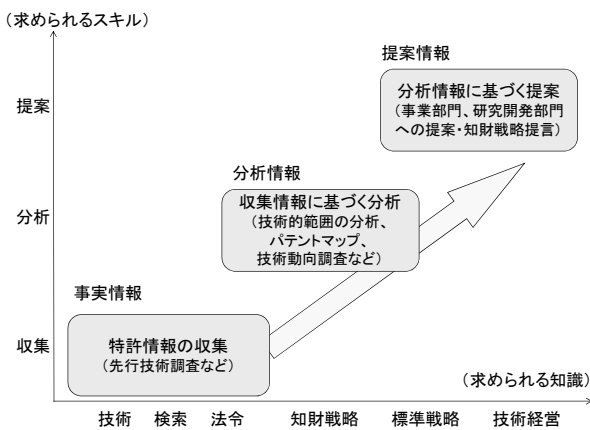 (求められるスキル)
提案情報
提案
分析情報に基づく提案
(事業部門、研究開発部門
への提案・知財戦略提言)
分析情報
分析
収集情報に基づく分析
(技術的範囲の分析、
パテントマップ、
技術動向調査など)
事実情報
収集
特許情報の収集
(先行技術調査など)
(求められる知識)
技術 検索 法令 知財戦略 標準戦略 技術経営